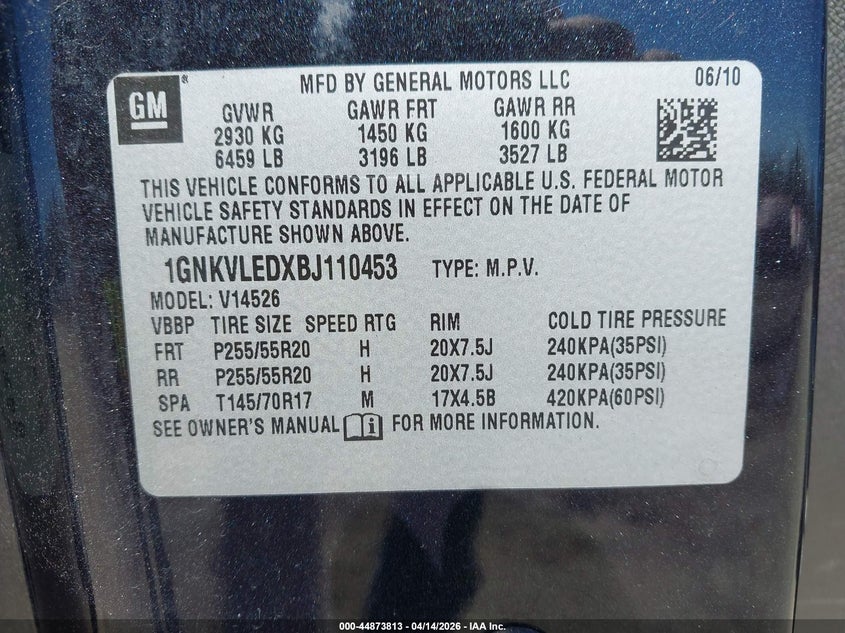 GM ® MFD BY GENERAL MOTORS LLC 06/10
GVWR GAWR FRT GAWR RR
2930 KG 1450 KG 1600 KG
6459 LB 3196 LB 3527 LB
THIS VEHICLE CONFORMS TO ALL APPLICABLE U.S. FEDERAL MOTOR
VEHICLE SAFETY STANDARDS IN EFFECT ON THE DATE OF
MANUFACTURE SHOWN ABOVE.
1GNKVLEDXBJ110453 TYPE: M.P.V.
MODEL: V14526
VBBP TIRE SIZE SPEED RTG RIM COLD TIRE PRESSURE
FRT P255/55R20 H 20X7.5J 240KPA(35PSI)
RR P255/55R20 H 20X7.5J 240KPA(35PSI)
SPA T145/70R17 M 17X4.5B 420KPA(60PSI)
SEE OWNER'S MANUAL i FOR MORE INFORMATION.
000-44873813 - 04/14/2026 - IAA Inc.